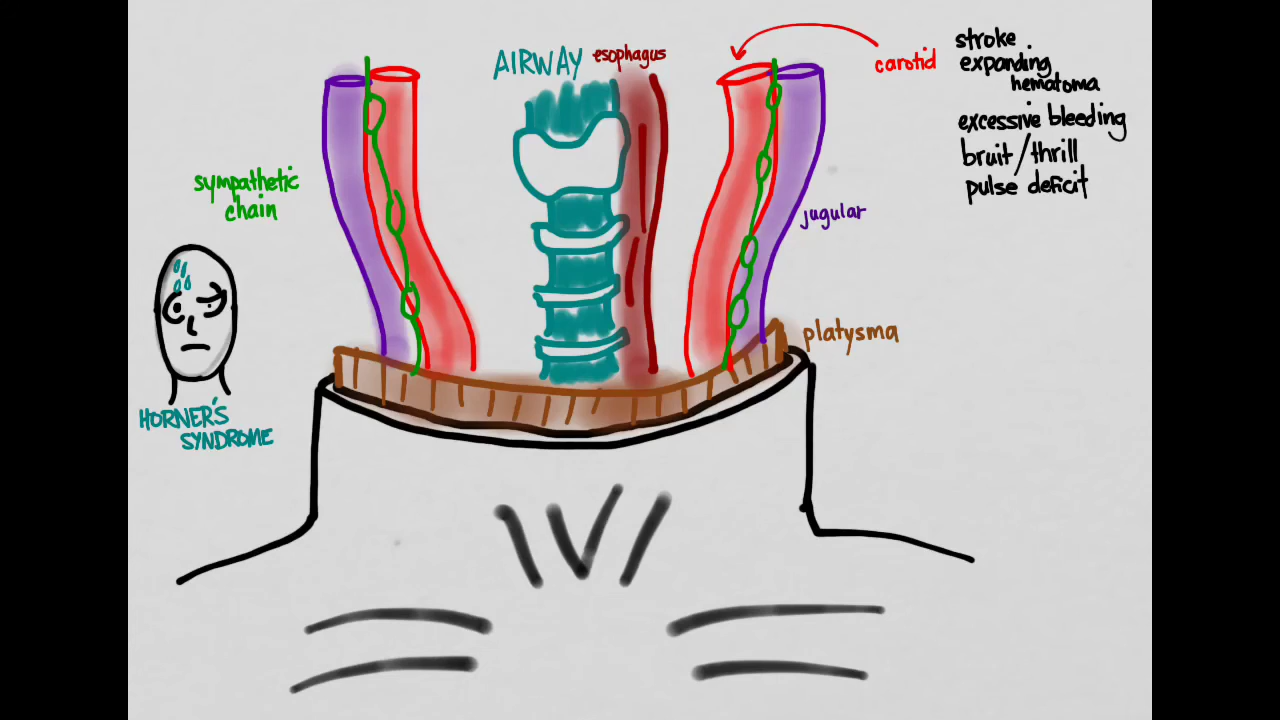 AIRWAY
esophagus
carotid
stroke
expanding
hematoma
excessive bleeding
bruit/thrill
pulse deficit
sympathetic
chain
jugular
platysma
HORNER'S
SYNDROME